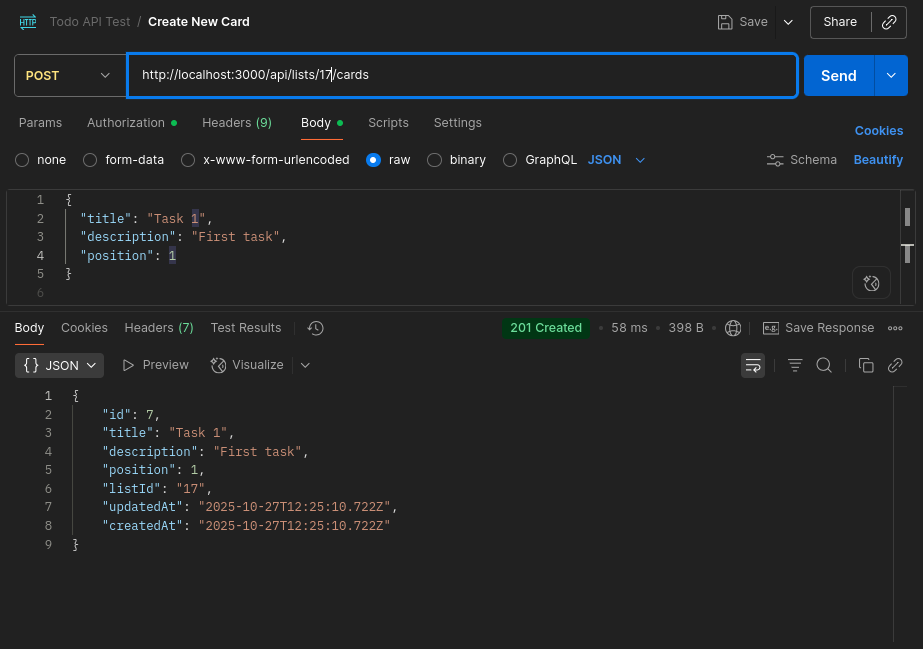 HTTP Todo API Test / Create New Card Save Share
POST http://localhost:3000/api/lists/17/cards Send
Params Authorization Headers (9) Body Scripts Settings Cookies
none form-data x-www-form-urlencoded raw binary GraphQL JSON Schema Beautify
1 {
2 "title": "Task 1",
3 "description": "First task",
4 "position": 1
5 }
6
Body Cookies Headers (7) Test Results 201 Created • 58 ms • 398 B • e.g. Save Response
{} JSON Preview Visualize
1 {
2 "id": 7,
3 "title": "Task 1",
4 "description": "First task",
5 "position": 1,
6 "listId": "17",
7 "updatedAt": "2025-10-27T12:25:10.722Z",
8 "createdAt": "2025-10-27T12:25:10.722Z"
9 }